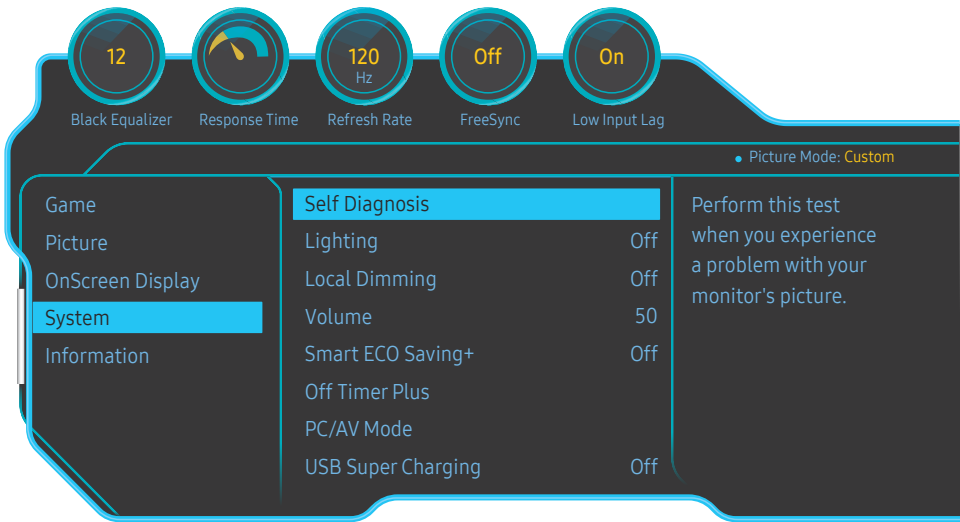 12
120
Hz
Off
On
Black Equalizer
Response Time
Refresh Rate
FreeSync
Low Input Lag
Picture Mode: Custom
Game
Picture
OnScreen Display
System
Information
Self Diagnosis
Lighting Off
Local Dimming Off
Volume 50
Smart ECO Saving+ Off
Off Timer Plus
PC/AV Mode
USB Super Charging Off
Perform this test
when you experience
a problem with your
monitor's picture.